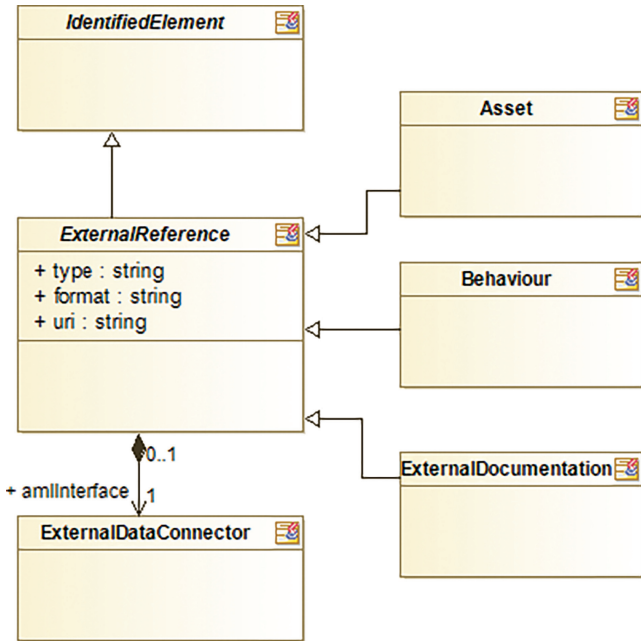 IdentifiedElement
Asset
ExternalReference
+ type : string
+ format : string
+ uri : string
Behaviour
0..1
+ amlInterface
1
ExternalDocumentation
ExternalDataConnector